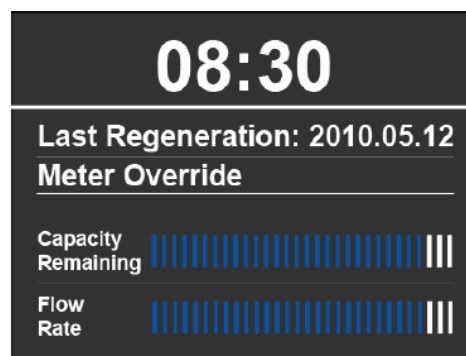 08:30
Last Regeneration: 2010.05.12
Meter Override
Capacity
Remaining
Flow
Rate